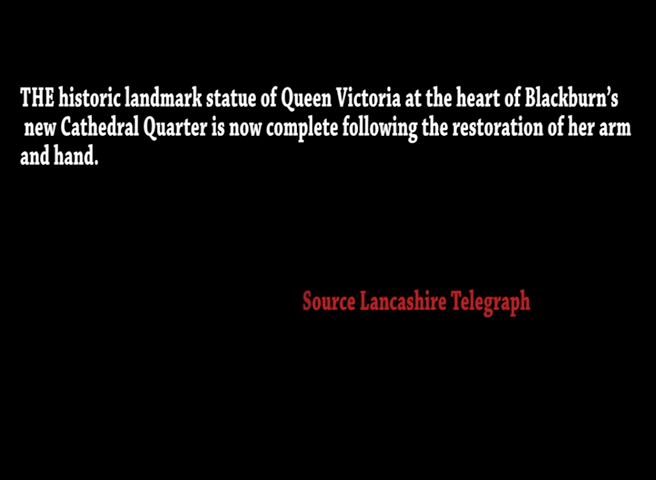 THE historic landmark statue of Queen Victoria at the heart of Blackburn’s
new Cathedral Quarter is now complete following the restoration of her arm
and hand.
Source Lancashire Telegraph